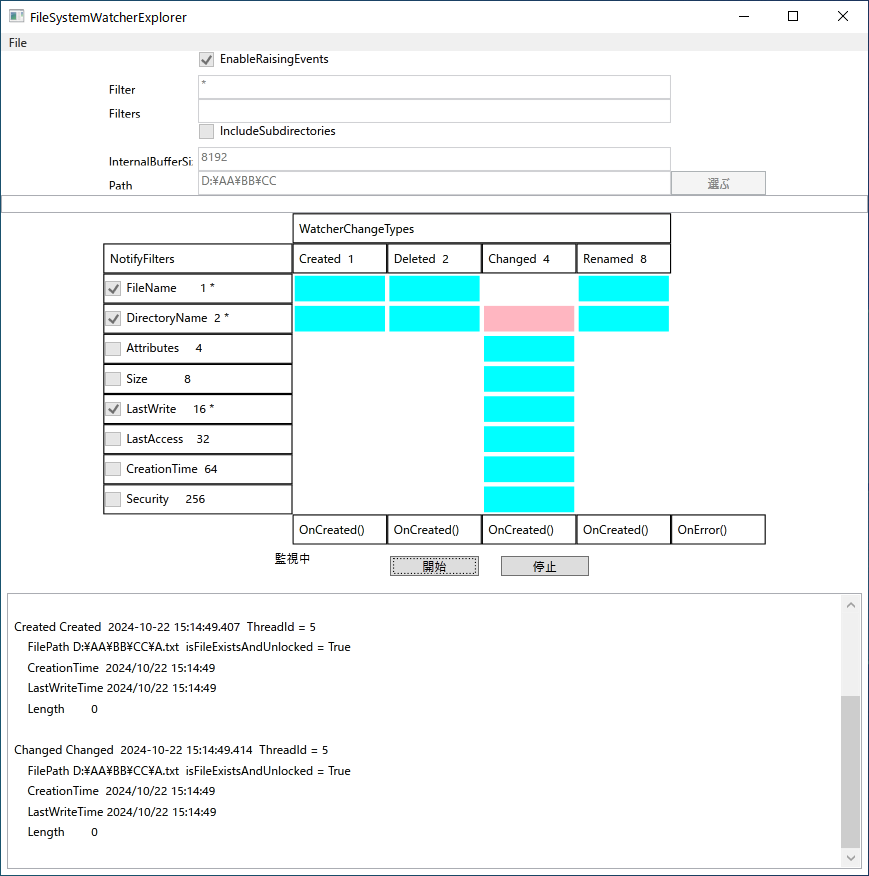 FileSystemWatcherExplorer
File
EnableRaisingEvents
Filter *
Filters
IncludeSubdirectories
InternalBufferSi 8192
Path D:¥AA¥BB¥CC 選ぶ
WatcherChangeTypes
NotifyFilters Created 1 Deleted 2 Changed 4 Renamed 8
FileName 1 *
DirectoryName 2 *
Attributes 4
Size 8
LastWrite 16 *
LastAccess 32
CreationTime 64
Security 256
OnCreated() OnCreated() OnCreated() OnCreated() OnError()
監視中 開始 停止
Created Created 2024-10-22 15:14:49.407 ThreadId = 5
FilePath D:¥AA¥BB¥CC¥A.txt isFileExistsAndUnlocked = True
CreationTime 2024/10/22 15:14:49
LastWriteTime 2024/10/22 15:14:49
Length 0
Changed Changed 2024-10-22 15:14:49.414 ThreadId = 5
FilePath D:¥AA¥BB¥CC¥A.txt isFileExistsAndUnlocked = True
CreationTime 2024/10/22 15:14:49
LastWriteTime 2024/10/22 15:14:49
Length 0